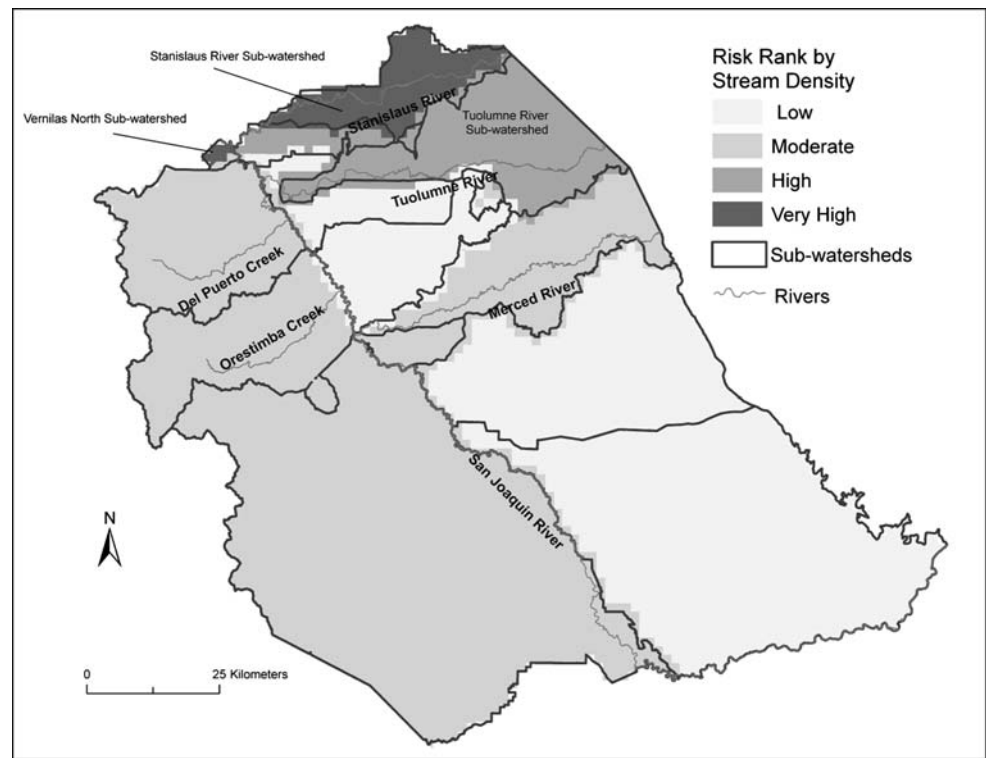 Stanislaus River Sub-watershed
Vernilas North Sub-watershed
Stanislaus River
Tuolumne River
Sub-watershed
Tuolumne River
Del Puerto Creek
Orestimba Creek
Merced River
San Joaquin River
N
0
25 Kilometers
Risk Rank by
Stream Density
Low
Moderate
High
Very High
Sub-watersheds
Rivers